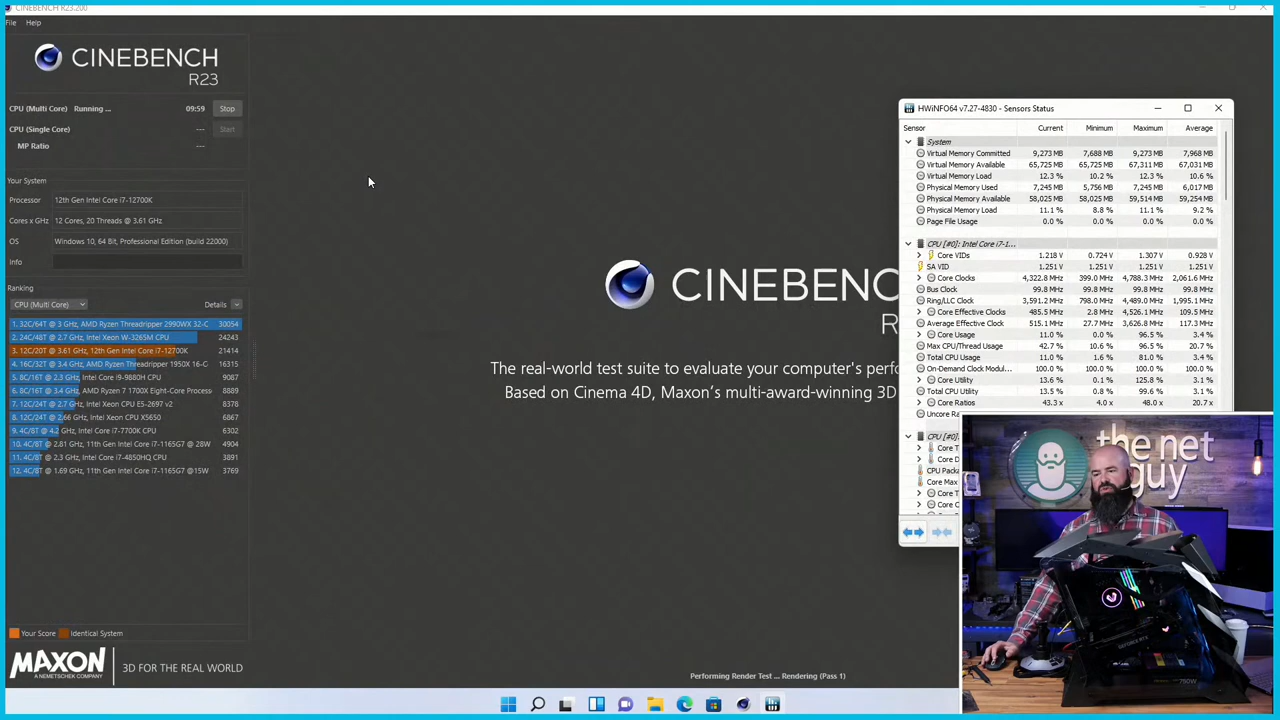 CINEBENCH R23.200
File Help
CINEBENCH
R23
CPU (Multi Core) Running ... 09:59 Stop
CPU (Single Core) --- Start
MP Ratio ---
Your System
Processor 12th Gen Intel Core i7-12700K
Cores x GHz 12 Cores, 20 Threads @ 3.61 GHz
OS Windows 10, 64 Bit, Professional Edition (build 22000)
Info
Ranking
CPU (Multi Core) Details
1. 32C/64T @ 3 GHz, AMD Ryzen Threadripper 2990WX 32-C 30054
2. 24C/48T @ 2.7 GHz, Intel Xeon W-3265M CPU 24243
3. 12C/20T @ 3.61 GHz, 12th Gen Intel Core i7-12700K 21414
4. 16C/32T @ 3.4 GHz, AMD Ryzen Threadripper 1950X 16-C 16315
5. 8C/16T @ 2.3 GHz, Intel Core i9-9880H CPU 9087
6. 8C/16T @ 3.4 GHz, AMD Ryzen 7 1700X Eight-Core Process 8889
7. 12C/24T @ 2.7 GHz, Intel Xeon CPU E5-2697 v2 8378
8. 12C/24T @ 2.66 GHz, Intel Xeon CPU X5650 6867
9. 4C/8T @ 4.2 GHz, Intel Core i7-7700K CPU 6302
10. 4C/8T @ 2.81 GHz, 11th Gen Intel Core i7-1165G7 @ 28W 4904
11. 4C/8T @ 2.3 GHz, Intel Core i7-4850HQ CPU 3891
12. 4C/8T @ 1.69 GHz, 11th Gen Intel Core i7-1165G7 @15W 3769
Your Score Identical System
MAXON
A NEMETSCHEK COMPANY
3D FOR THE REAL WORLD
CINEBENC
R
The real-world test suite to evaluate your computer's perfo
Based on Cinema 4D, Maxon's multi-award-winning 3D
Performing Render Test ... Rendering (Pass 1)
HWiNFO64 v7.27-4830 - Sensors Status
Sensor Current Minimum Maximum Average
System
Virtual Memory Committed 9,273 MB 7,688 MB 9,273 MB 7,968 MB
Virtual Memory Available 65,725 MB 65,725 MB 67,311 MB 67,031 MB
Virtual Memory Load 12.3 % 10.2 % 12.3 % 10.6 %
Physical Memory Used 7,245 MB 5,756 MB 7,245 MB 6,017 MB
Physical Memory Available 58,025 MB 58,025 MB 59,514 MB 59,254 MB
Physical Memory Load 11.1 % 8.8 % 11.1 % 9.2 %
Page File Usage 0.0 % 0.0 % 0.0 % 0.0 %
CPU [#0]: Intel Core i7-1...
Core VIDs 1.218 V 0.724 V 1.307 V 0.928 V
SA VID 1.251 V 1.251 V 1.251 V 1.251 V
Core Clocks 4,322.8 MHz 399.0 MHz 4,788.3 MHz 2,061.6 MHz
Bus Clock 99.8 MHz 99.8 MHz 99.8 MHz 99.8 MHz
Ring/LLC Clock 3,591.2 MHz 798.0 MHz 4,489.0 MHz 1,995.1 MHz
Core Effective Clocks 485.5 MHz 2.8 MHz 4,526.1 MHz 109.5 MHz
Average Effective Clock 515.1 MHz 27.7 MHz 3,626.8 MHz 117.3 MHz
Core Usage 11.0 % 0.0 % 96.5 % 3.4 %
Max CPU/Thread Usage 42.7 % 10.6 % 96.5 % 20.7 %
Total CPU Usage 11.0 % 1.6 % 81.0 % 3.4 %
On-Demand Clock Modul... 100.0 % 100.0 % 100.0 % 100.0 %
Core Utility 13.6 % 0.1 % 125.8 % 3.1 %
Total CPU Utility 13.5 % 0.8 % 99.6 % 3.1 %
Core Ratios 43.3 x 4.0 x 48.0 x 20.7 x
Uncore Ra
CPU [#0]:
Core T
Core D
CPU Pack
Core Max
Core T
Core C
the net
guy
GEFORCE RTX
750W